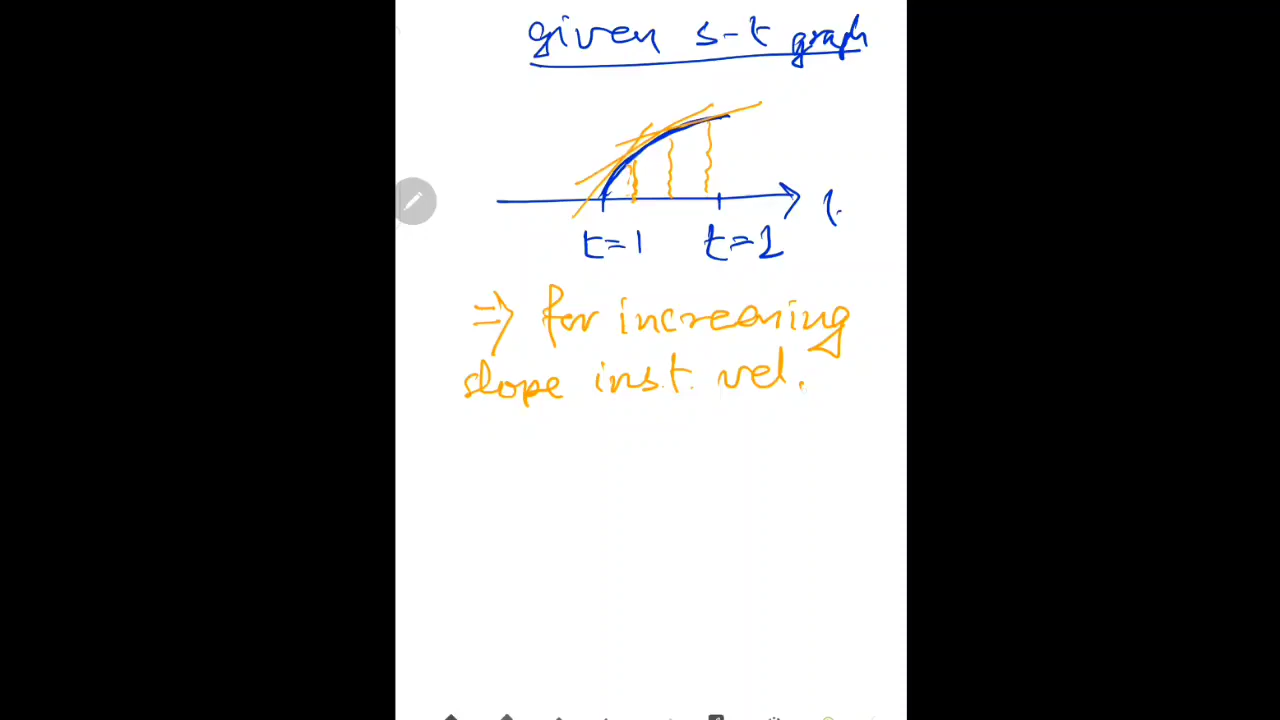 given s-t graph
t=1 t=2
⇒ for increasing
slope inst. vel.